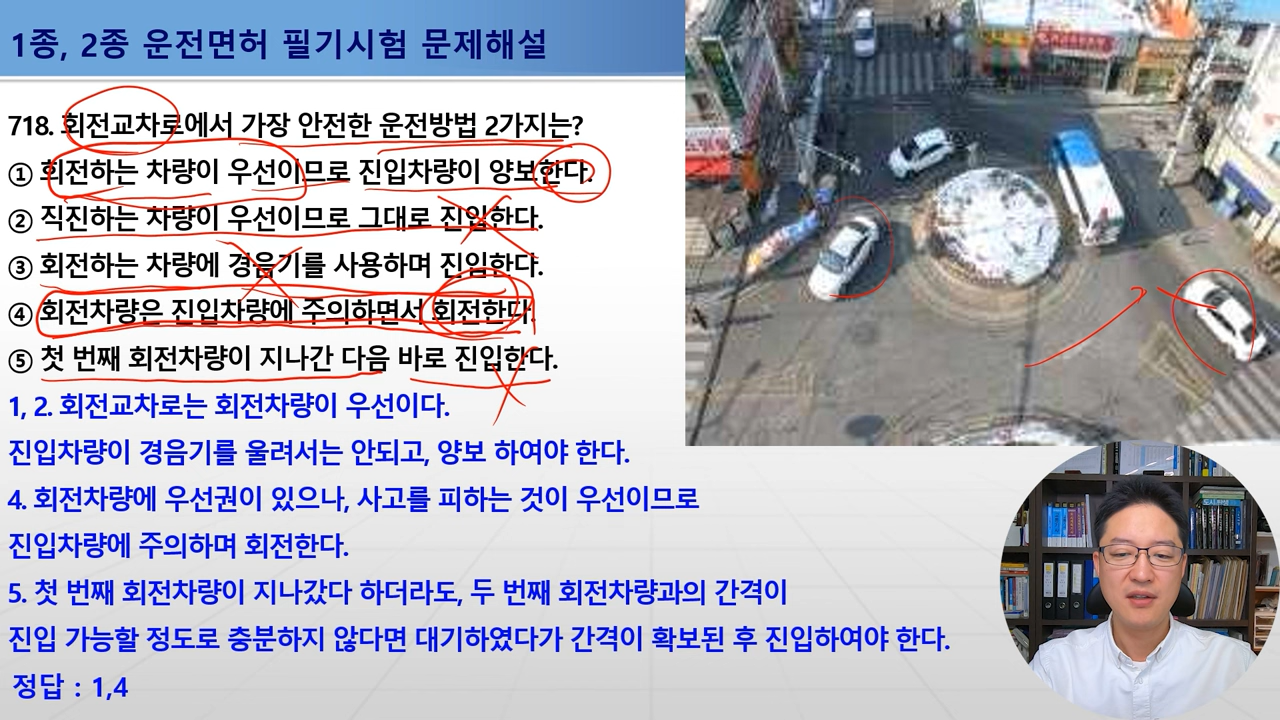 1종, 2종 운전면허 필기시험 문제해설
718. 회전교차로에서 가장 안전한 운전방법 2가지는?
① 회전하는 차량이 우선이므로 진입차량이 양보한다.
② 직진하는 차량이 우선이므로 그대로 진입한다.
③ 회전하는 차량에 경음기를 사용하며 진입한다.
④ 회전차량은 진입차량에 주의하면서 회전한다.
⑤ 첫 번째 회전차량이 지나간 다음 바로 진입한다.
1, 2. 회전교차로는 회전차량이 우선이다.
진입차량이 경음기를 울려서는 안되고, 양보 하여야 한다.
4. 회전차량에 우선권이 있으나, 사고를 피하는 것이 우선이므로
진입차량에 주의하며 회전한다.
5. 첫 번째 회전차량이 지나갔다 하더라도, 두 번째 회전차량과의 간격이
진입 가능할 정도로 충분하지 않다면 대기하였다가 간격이 확보된 후 진입하여야 한다.
정답 : 1,4